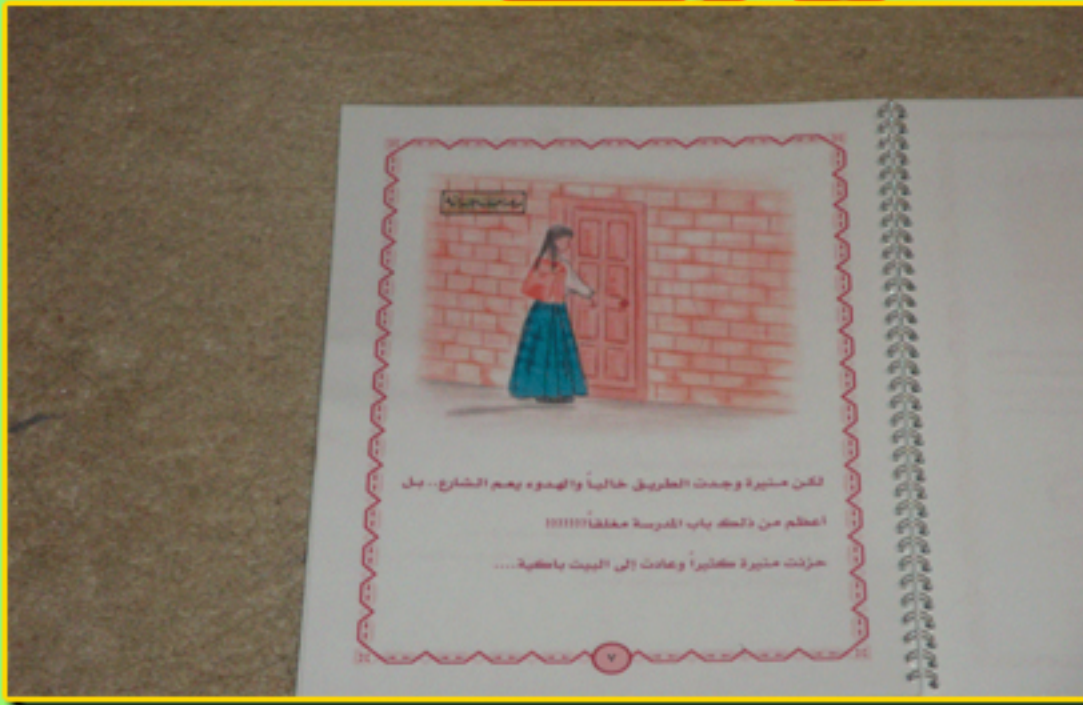 لكن منيرة وجدت الطريق خالياً والهدوء يعم الشارع.. بل
أعظم من ذلك باب المدرسة مغلقاً!!!!!!!
حزنت منيرة كثيراً وعادت إلى البيت باكية....
٧